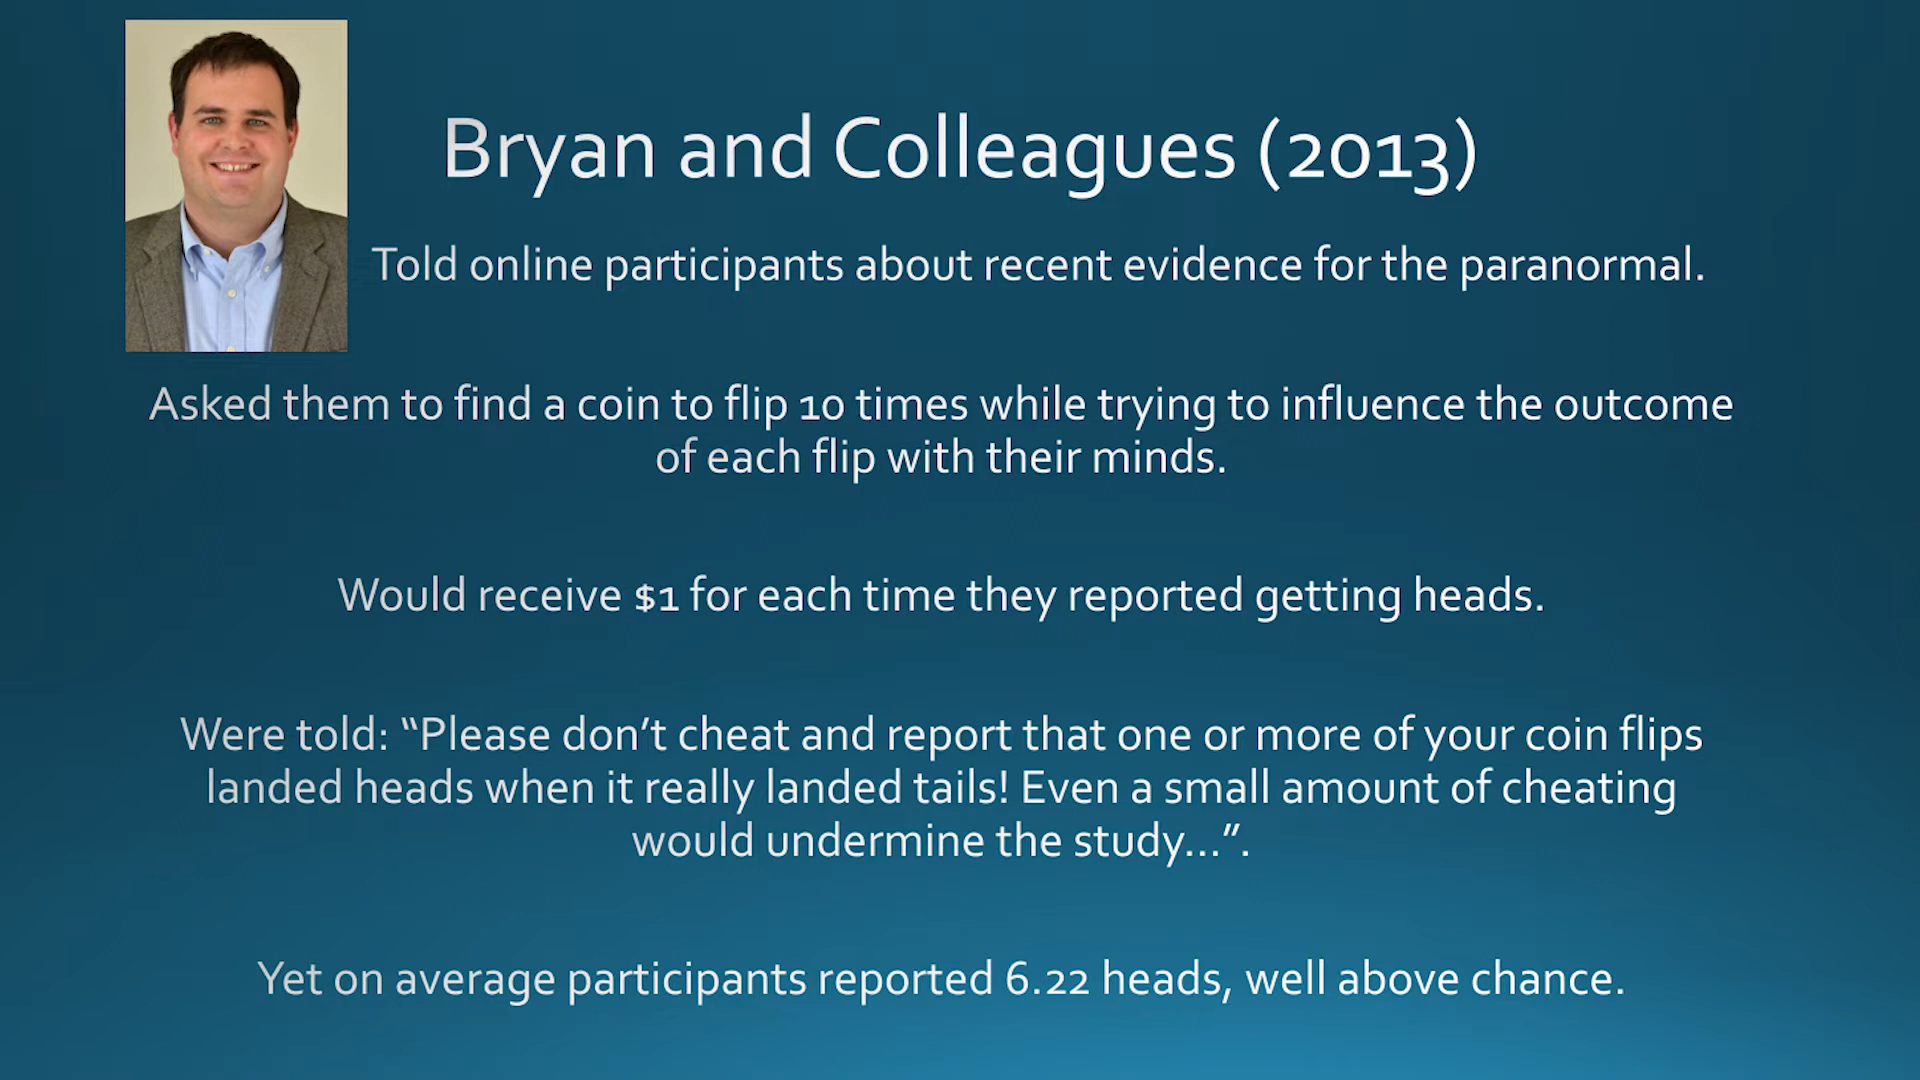 Bryan and Colleagues (2013)
Told online participants about recent evidence for the paranormal.
Asked them to find a coin to flip 10 times while trying to influence the outcome
of each flip with their minds.
Would receive $1 for each time they reported getting heads.
Were told: “Please don’t cheat and report that one or more of your coin flips
landed heads when it really landed tails! Even a small amount of cheating
would undermine the study…”.
Yet on average participants reported 6.22 heads, well above chance.